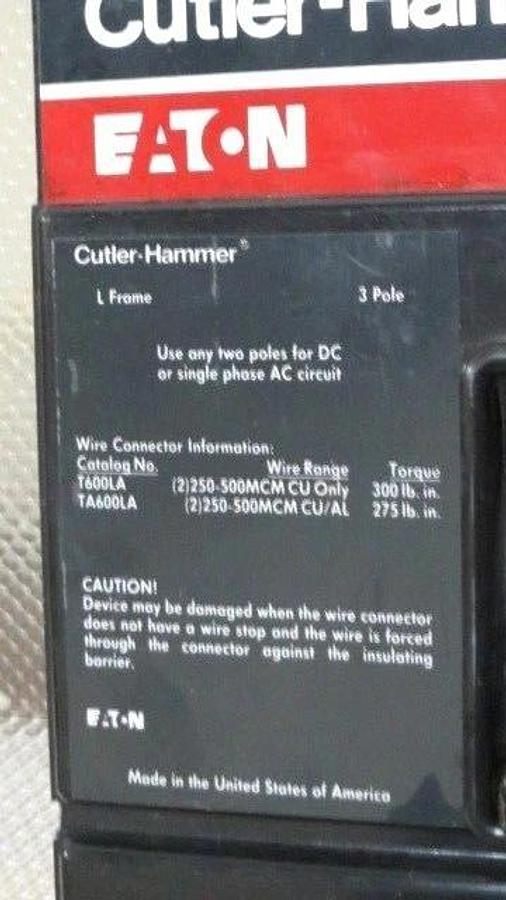 Cutler-Ham
EATON
Cutler-Hammer®
L Frame 3 Pole
Use any two poles for DC
or single phase AC circuit
Wire Connector Information:
Catalog No. Wire Range Torque
T600LA (2)250-500MCM CU Only 300 lb. in.
TA600LA (2)250-500MCM CU/AL 275 lb. in.
CAUTION!
Device may be damaged when the wire connector
does not have a wire stop and the wire is forced
through the connector against the insulating
barrier.
EATON
Made in the United States of America